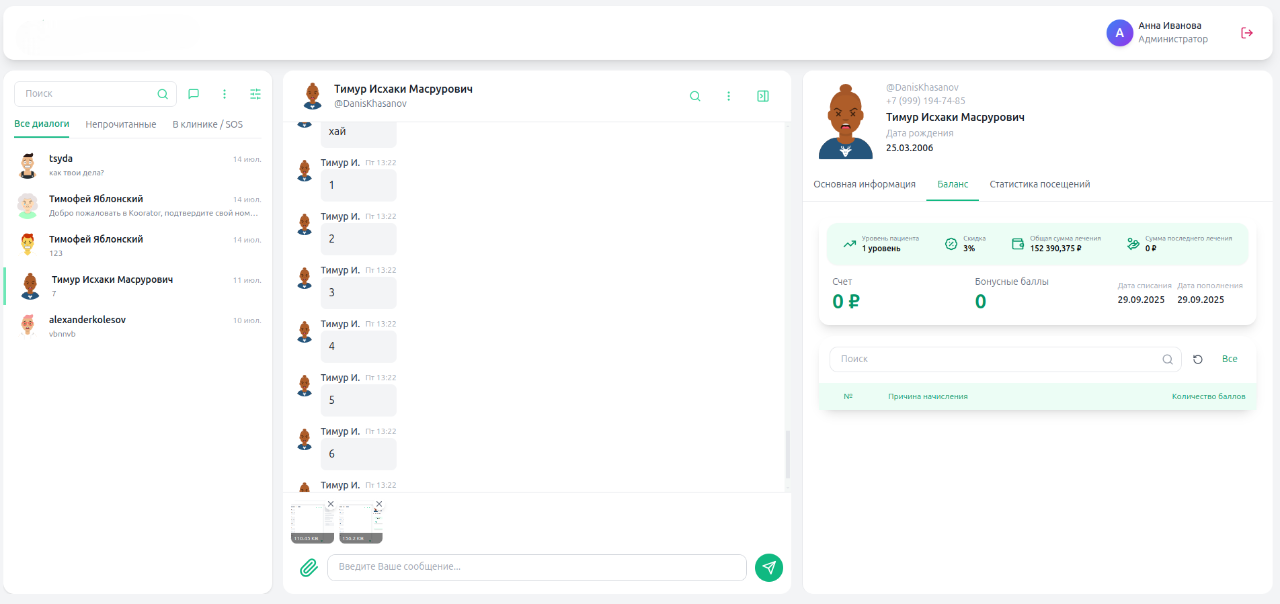 A
Анна Иванова
Администратор
Поиск
Все диалоги
Непрочитанные
В клинике / SOS
tsyda
14 июл.
как твои дела?
Тимофей Яблонский
14 июл.
Добро пожаловать в Koorator, подтвердите свой ном...
Тимофей Яблонский
14 июл.
123
Тимур Исхаки Масрурович
11 июл.
7
alexanderkolesov
10 июл.
vbnnvb
Тимур Исхаки Масрурович
@DanisKhasanov
хай
Тимур И. Пт 13:22
1
Тимур И. Пт 13:22
2
Тимур И. Пт 13:22
3
Тимур И. Пт 13:22
4
Тимур И. Пт 13:22
5
Тимур И. Пт 13:22
6
Тимур И. Пт 13:22
Введите Ваше сообщение...
@DanisKhasanov
+7 (999) 194-74-85
Тимур Исхаки Масрурович
Дата рождения
25.03.2006
Основная информация
Баланс
Статистика посещений
Уровень пациента
1 уровень
Скидка
3%
Общая сумма лечения
152 390,375 ₽
Сумма последнего лечения
0 ₽
Счет
0 ₽
Бонусные баллы
0
Дата списания
29.09.2025
Дата пополнения
29.09.2025
Поиск
Все
№
Причина начисления
Количество баллов